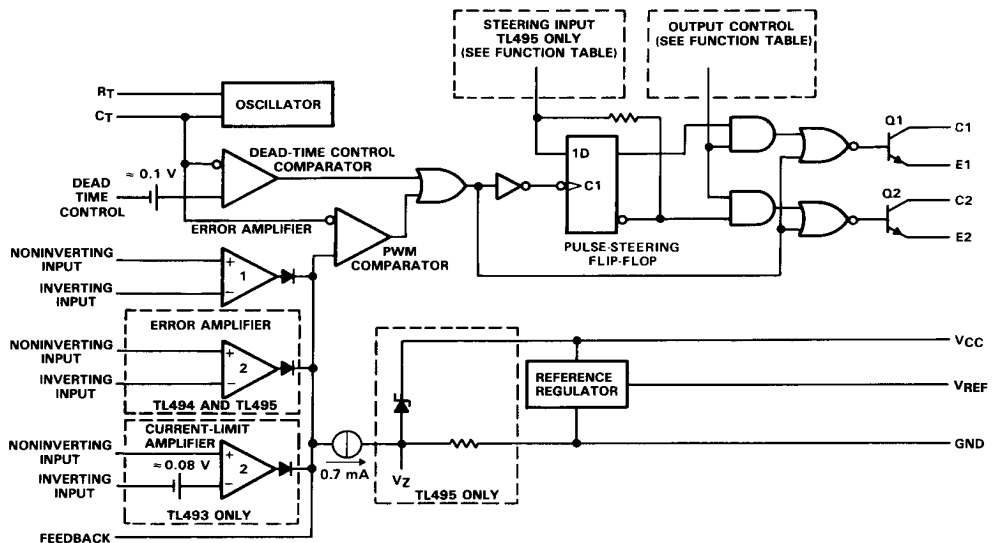 STEERING INPUT
TL495 ONLY
(SEE FUNCTION TABLE)
OUTPUT CONTROL
(SEE FUNCTION TABLE)
RT
CT
OSCILLATOR
DEAD-TIME CONTROL
COMPARATOR
≈ 0.1 V
DEAD
TIME
CONTROL
ERROR AMPLIFIER
PWM
COMPARATOR
1D
C1
PULSE-STEERING
FLIP-FLOP
Q1
C1
E1
Q2
C2
E2
NONINVERTING
INPUT
INVERTING
INPUT
+
1
−
ERROR AMPLIFIER
NONINVERTING
INPUT
INVERTING
INPUT
+
2
−
TL494 AND TL495
CURRENT-LIMIT
AMPLIFIER
NONINVERTING
INPUT
≈0.08 V
INVERTING
INPUT
+
2
−
TL493 ONLY
FEEDBACK
0.7 mA
VZ
TL495 ONLY
REFERENCE
REGULATOR
VCC
VREF
GND